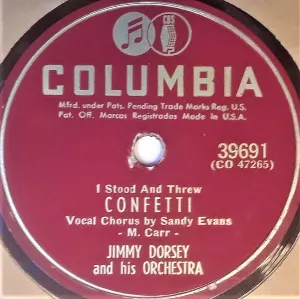 CBS
COLUMBIA
Mfrd. under Pats. Pending Trade Marks Reg. U.S.
Pat. Off. Marcas Registradas Made in U.S.A.
39691
(CO 47265)
I Stood And Threw
CONFETTI
Vocal Chorus by Sandy Evans
- M. Carr -
JIMMY DORSEY
and his ORCHESTRA